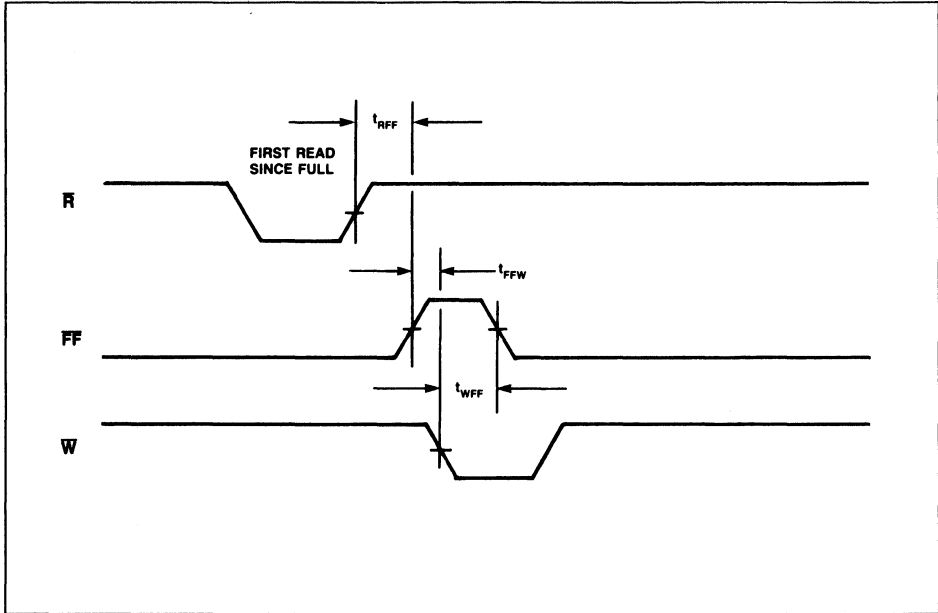 t_RFF
FIRST READ
SINCE FULL
R̅
t_FFW
F̅F̅
t_WFF
W̅